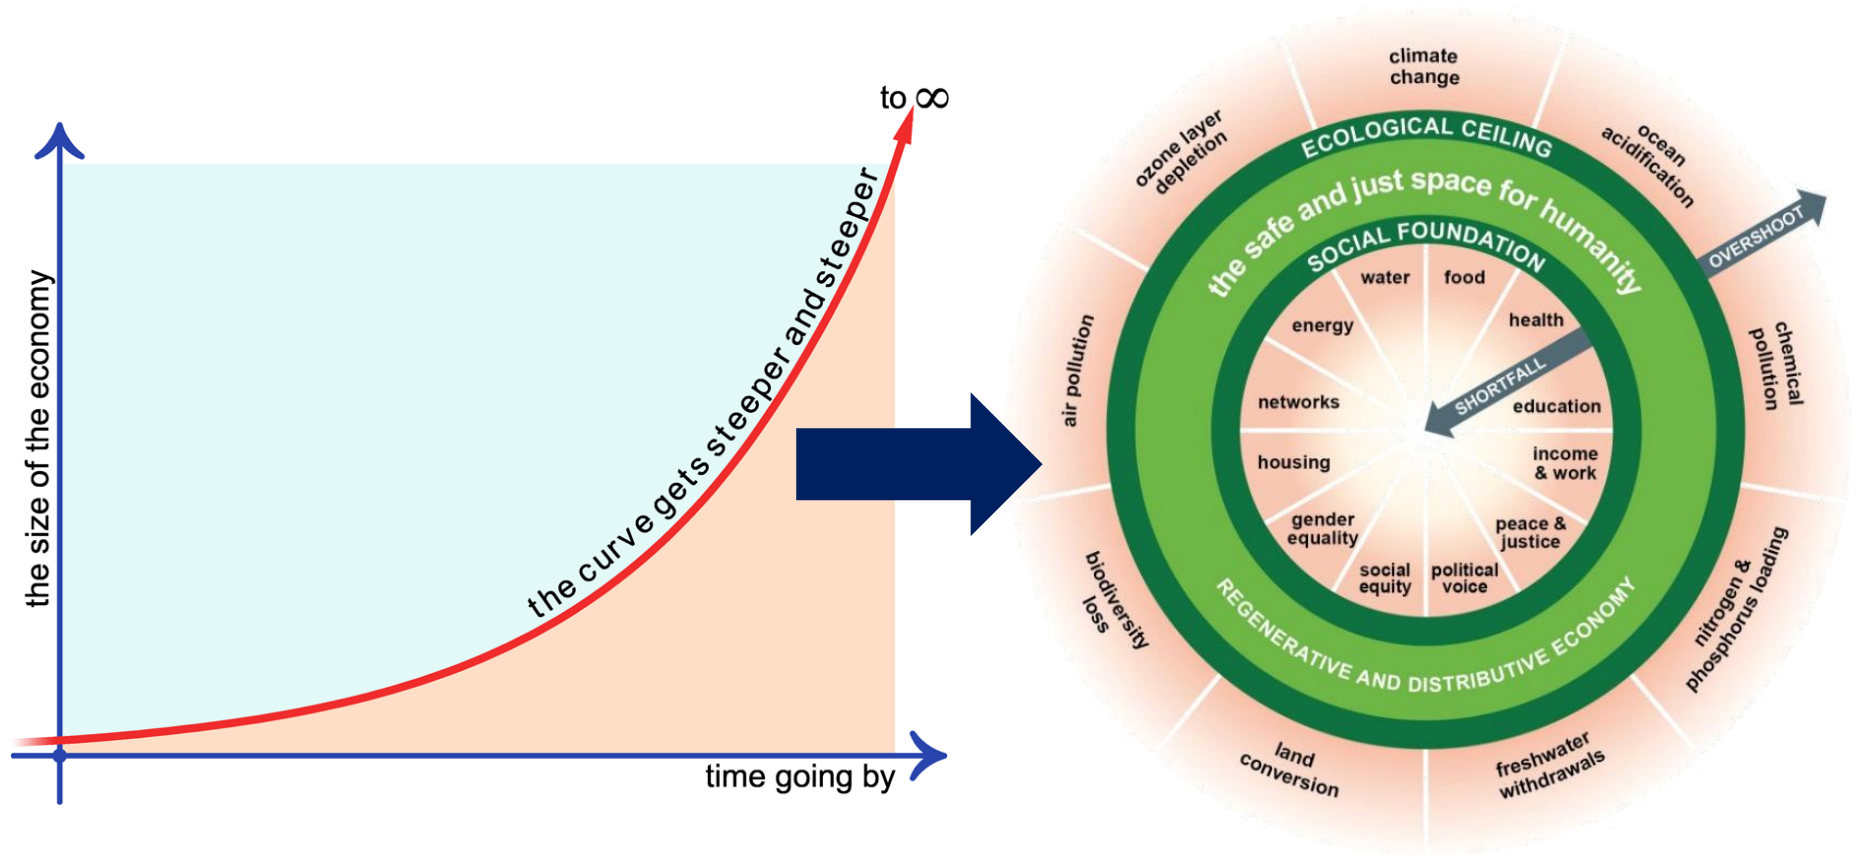 to ∞
the size of the economy
the curve gets steeper and steeper
time going by
climate
change
ocean
acidification
chemical
pollution
nitrogen &
phosphorus loading
freshwater
withdrawals
land
conversion
biodiversity
loss
air pollution
ozone layer
depletion
OVERSHOOT
ECOLOGICAL CEILING
the safe and just space for humanity
SOCIAL FOUNDATION
water
food
health
SHORTFALL
education
income
& work
peace &
justice
political
voice
social
equity
gender
equality
housing
networks
energy
REGENERATIVE AND DISTRIBUTIVE ECONOMY